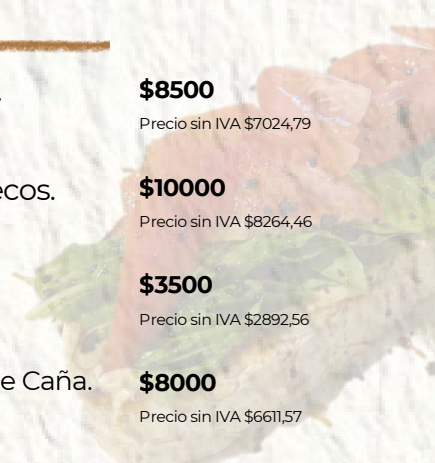 $8500
Precio sin IVA $7024,79
ecos.
$10000
Precio sin IVA $8264,46
$3500
Precio sin IVA $2892,56
e Caña.
$8000
Precio sin IVA $6611,57